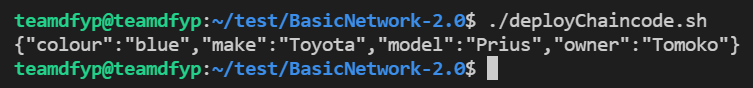 teamdfyp@teamdfyp:~/test/BasicNetwork-2.0$ ./deployChaincode.sh
{"colour":"blue","make":"Toyota","model":"Prius","owner":"Tomoko"}
teamdfyp@teamdfyp:~/test/BasicNetwork-2.0$